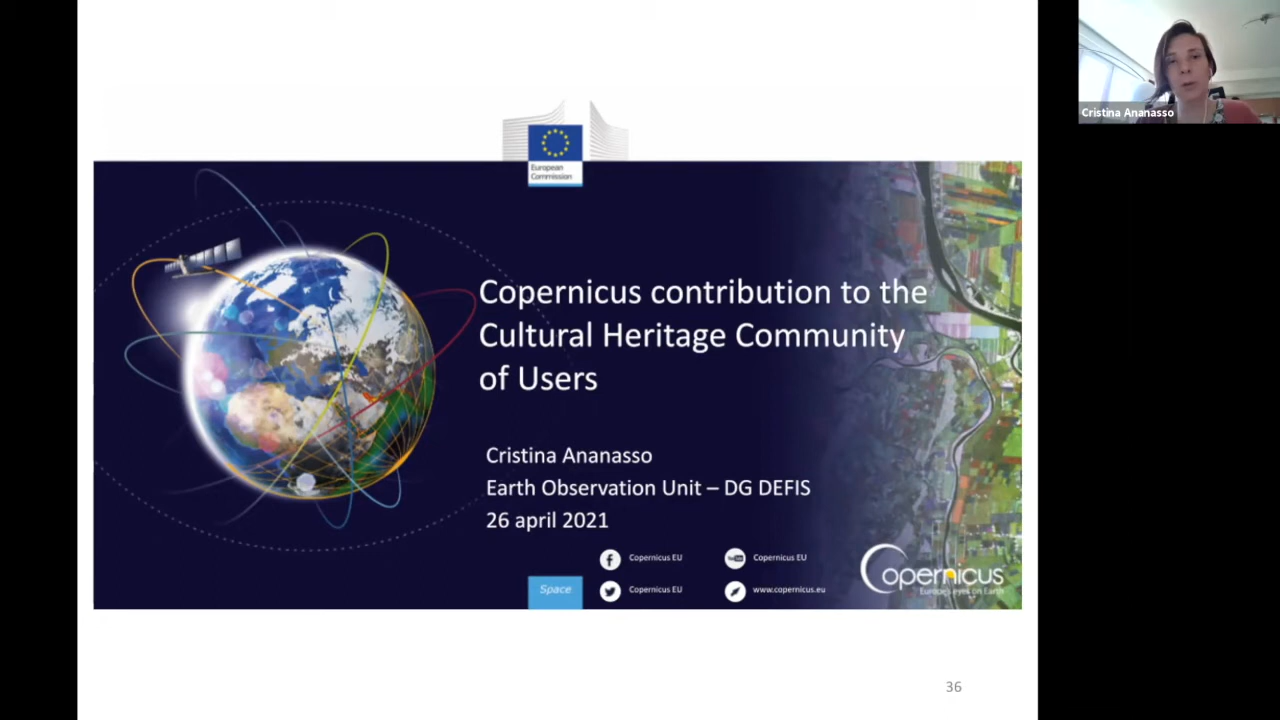 Cristina Ananasso
European
Commission
Copernicus contribution to the
Cultural Heritage Community
of Users
Cristina Ananasso
Earth Observation Unit – DG DEFIS
26 april 2021
Copernicus EU
Copernicus EU
Space
Copernicus EU
www.copernicus.eu
Copernicus
Europe's eyes on Earth
36